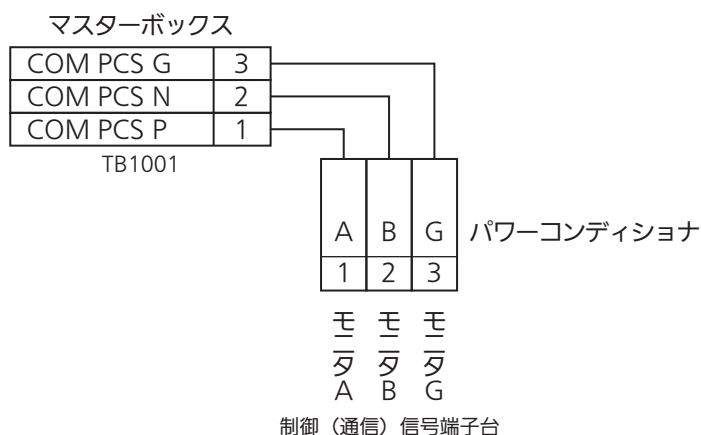 マスターボックス
COM PCS G 3
COM PCS N 2
COM PCS P 1
TB1001
A B G パワーコンディショナ
1 2 3
モニタA モニタB モニタG
制御（通信）信号端子台